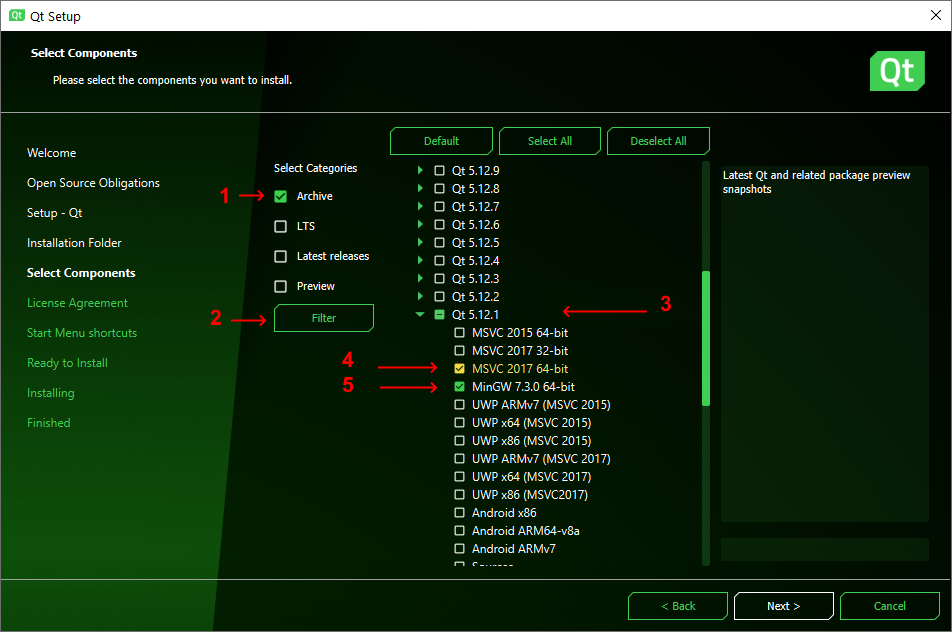 Qt Qt Setup
Select Components
Please select the components you want to install.
Qt
Welcome
Open Source Obligations
Setup - Qt
Installation Folder
Select Components
License Agreement
Start Menu shortcuts
Ready to Install
Installing
Finished
Default
Select All
Deselect All
Select Categories
1
Archive
LTS
Latest releases
Preview
2
Filter
Qt 5.12.9
Qt 5.12.8
Qt 5.12.7
Qt 5.12.6
Qt 5.12.5
Qt 5.12.4
Qt 5.12.3
Qt 5.12.2
Qt 5.12.1
3
MSVC 2015 64-bit
MSVC 2017 32-bit
4
MSVC 2017 64-bit
5
MinGW 7.3.0 64-bit
UWP ARMv7 (MSVC 2015)
UWP x64 (MSVC 2015)
UWP x86 (MSVC 2015)
UWP ARMv7 (MSVC 2017)
UWP x64 (MSVC 2017)
UWP x86 (MSVC2017)
Android x86
Android ARM64-v8a
Android ARMv7
Sources
Latest Qt and related package preview
snapshots
< Back
Next >
Cancel